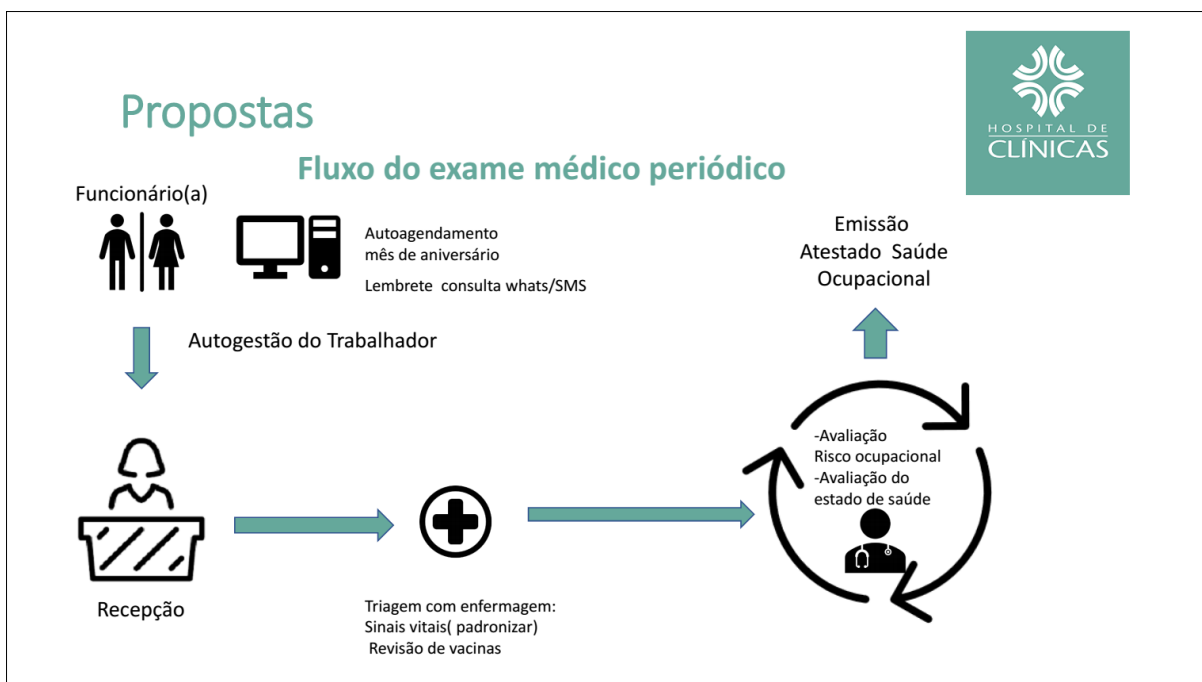 HOSPITAL DE
CLÍNICAS
Propostas
Fluxo do exame médico periódico
Funcionário(a)
Autoagendamento
mês de aniversário
Lembrete consulta whats/SMS
Autogestão do Trabalhador
Recepção
Triagem com enfermagem:
Sinais vitais( padronizar)
Revisão de vacinas
-Avaliação
Risco ocupacional
-Avaliação do
estado de saúde
Emissão
Atestado Saúde
Ocupacional